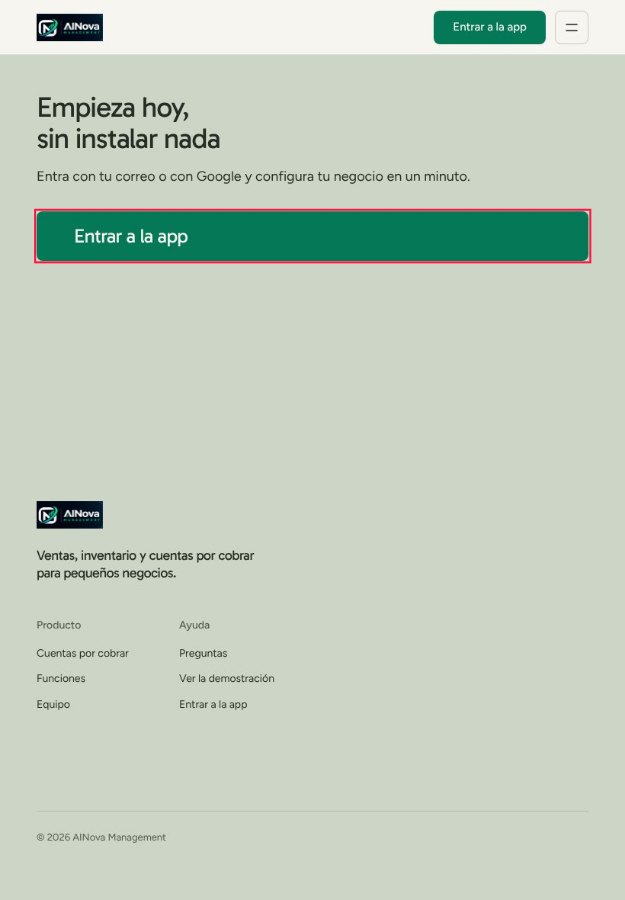 AINova
MANAGEMENT
Entrar a la app
Empieza hoy,
sin instalar nada
Entra con tu correo o con Google y configura tu negocio en un minuto.
Entrar a la app
AINova
MANAGEMENT
Ventas, inventario y cuentas por cobrar
para pequeños negocios.
Producto
Cuentas por cobrar
Funciones
Equipo
Ayuda
Preguntas
Ver la demostración
Entrar a la app
© 2026 AINova Management